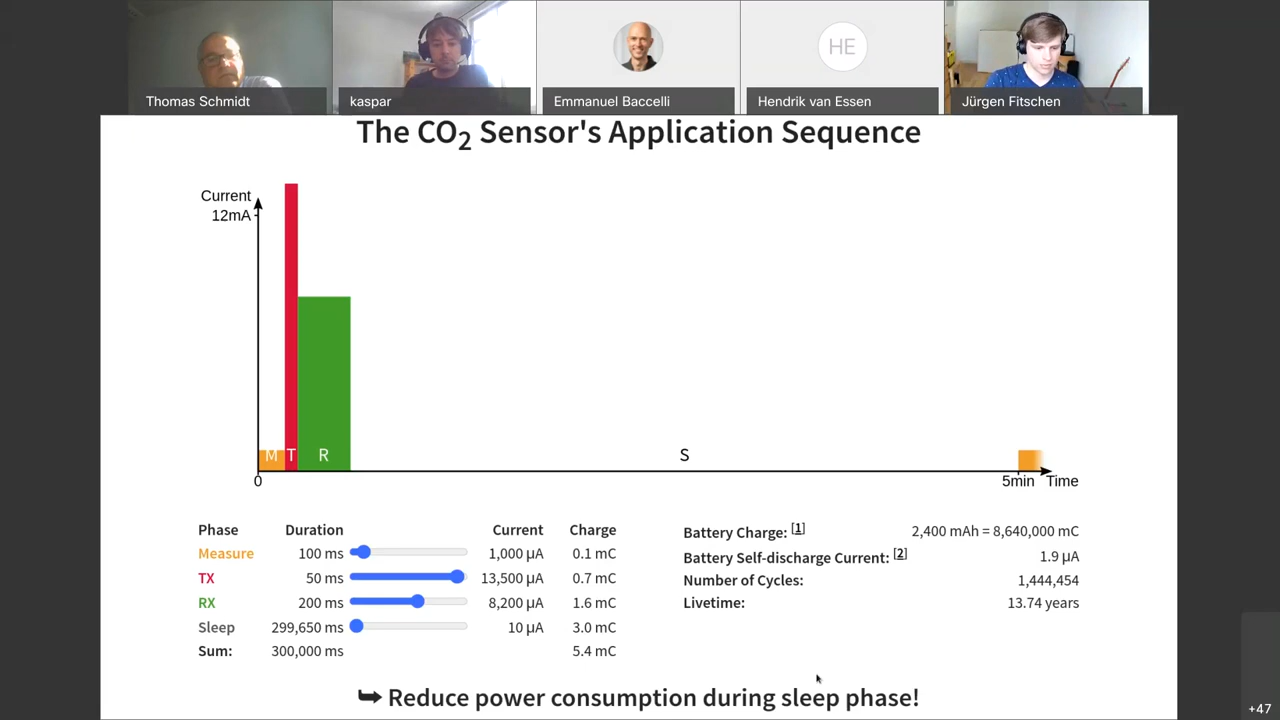 HE
Thomas Schmidt
kaspar
Emmanuel Baccelli
Hendrik van Essen
Jürgen Fitschen
The CO2 Sensor's Application Sequence
Current
12mA
M T R S
0 5min Time
Phase Duration Current Charge
Measure 100 ms 1,000 µA 0.1 mC
TX 50 ms 13,500 µA 0.7 mC
RX 200 ms 8,200 µA 1.6 mC
Sleep 299,650 ms 10 µA 3.0 mC
Sum: 300,000 ms 5.4 mC
Battery Charge: [1] 2,400 mAh = 8,640,000 mC
Battery Self-discharge Current: [2] 1.9 µA
Number of Cycles: 1,444,454
Livetime: 13.74 years
↪ Reduce power consumption during sleep phase!
+47